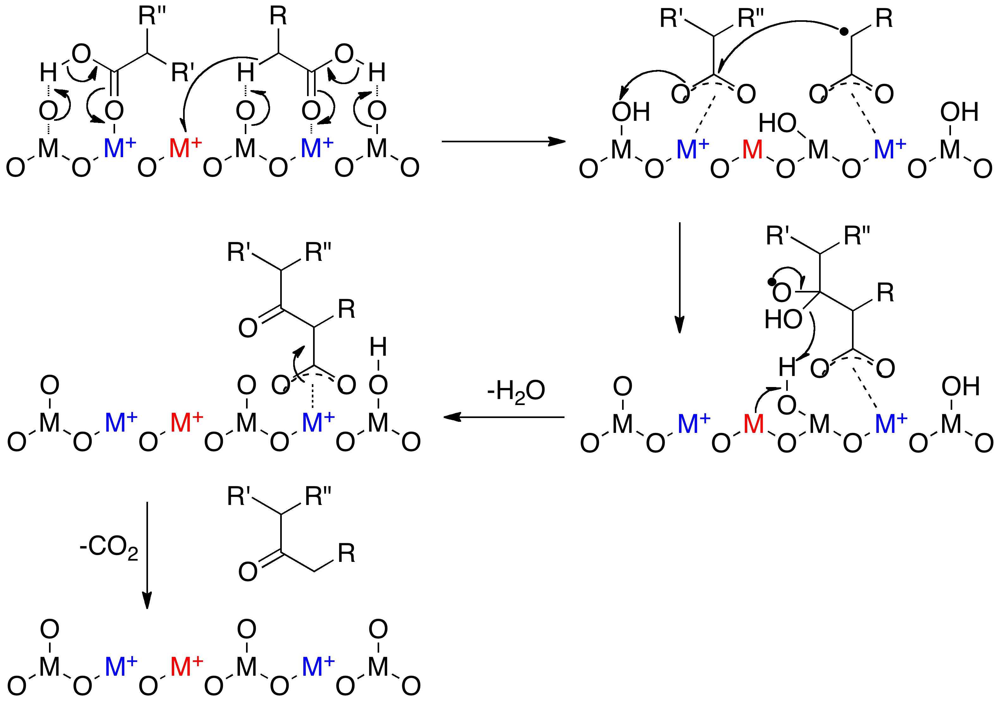 R" R R' R" R
H O R' H O H
O O O O O OH O O O O HO OH
M M⁺ M⁺ M M⁺ M M M⁺ M M M⁺ M
O O O O O O O O O O O O O
R' R"
R' R" O R
O R HO
H H O O
O O O O O -H₂O O O OH
M M⁺ M⁺ M M⁺ M M M⁺ M M M⁺ M
O O O O O O O O O O O O O
R' R"
-CO₂ O R
O O O
M M⁺ M⁺ M M⁺ M
O O O O O O